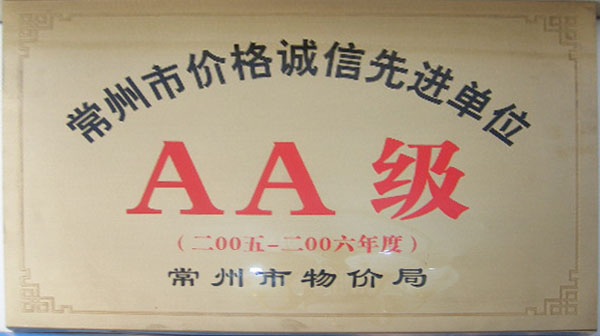 常州市价格诚信先进单位
AA级
（二00五-二00六年度）
常州市物价局